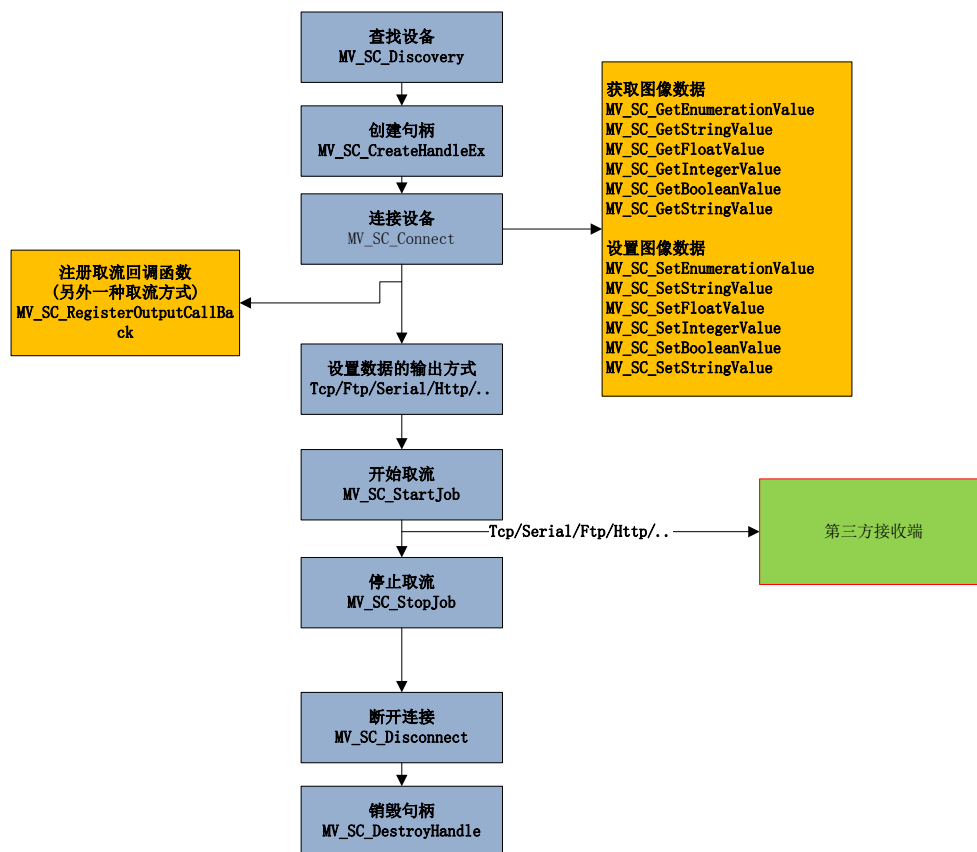 查找设备
MV_SC_Discovery
创建句柄
MV_SC_CreateHandleEx
连接设备
MV_SC_Connect
获取图像数据
MV_SC_GetEnumerationValue
MV_SC_GetStringValue
MV_SC_GetFloatValue
MV_SC_GetIntegerValue
MV_SC_GetBooleanValue
MV_SC_GetStringValue
设置图像数据
MV_SC_SetEnumerationValue
MV_SC_SetStringValue
MV_SC_SetFloatValue
MV_SC_SetIntegerValue
MV_SC_SetBooleanValue
MV_SC_SetStringValue
注册取流回调函数
(另外一种取流方式)
MV_SC_RegisterOutputCallBa
ck
设置数据的输出方式
Tcp/Ftp/Serial/Http/..
开始取流
MV_SC_StartJob
Tcp/Serial/Ftp/Http/..
第三方接收端
停止取流
MV_SC_StopJob
断开连接
MV_SC_Disconnect
销毁句柄
MV_SC_DestroyHandle